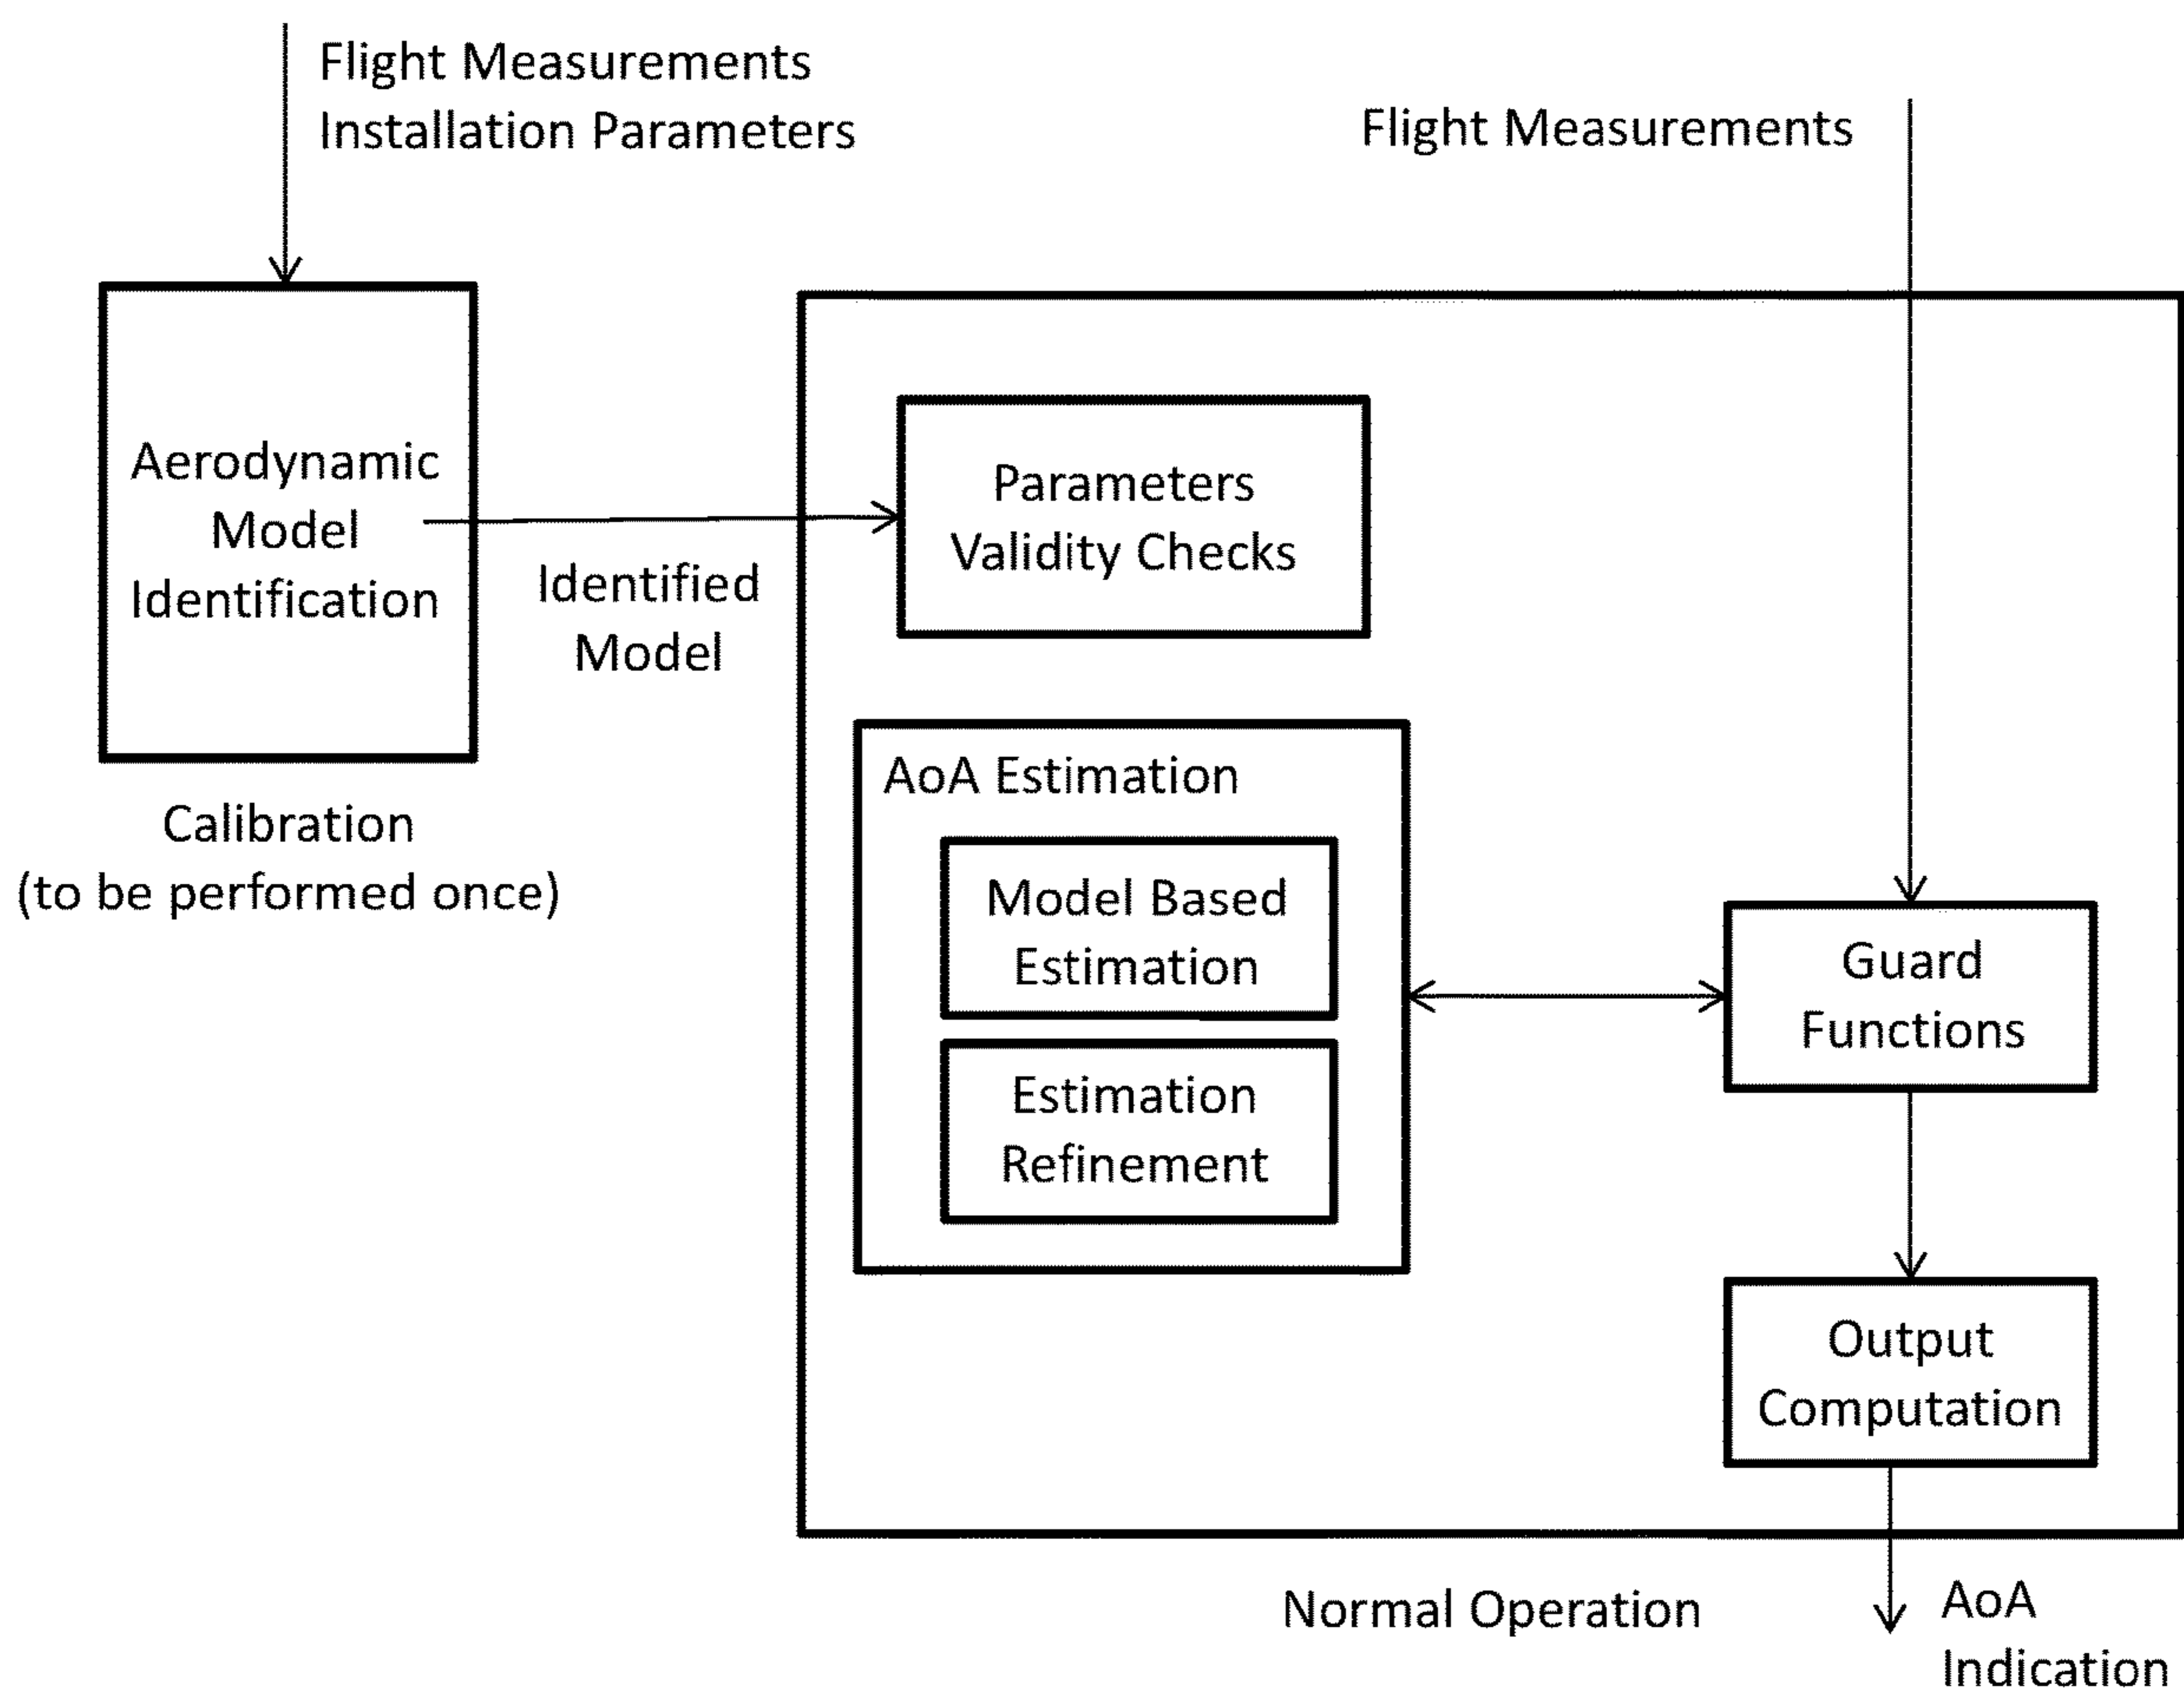 Flight Measurements
Installation Parameters
Flight Measurements
Aerodynamic
Model
Identification
Identified
Model
Calibration
(to be performed once)
Parameters
Validity Checks
AoA Estimation
Model Based
Estimation
Estimation
Refinement
Guard
Functions
Output
Computation
Normal Operation
AoA
Indication